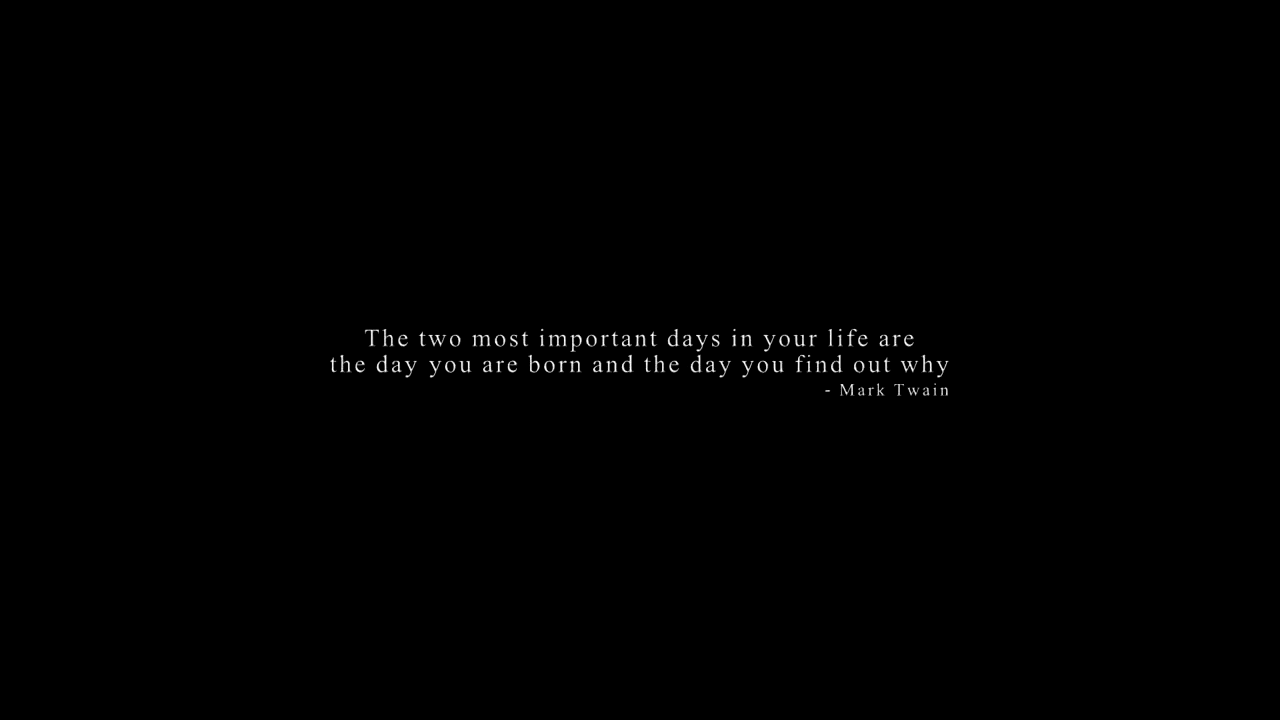 The two most important days in your life are
the day you are born and the day you find out why
- Mark Twain